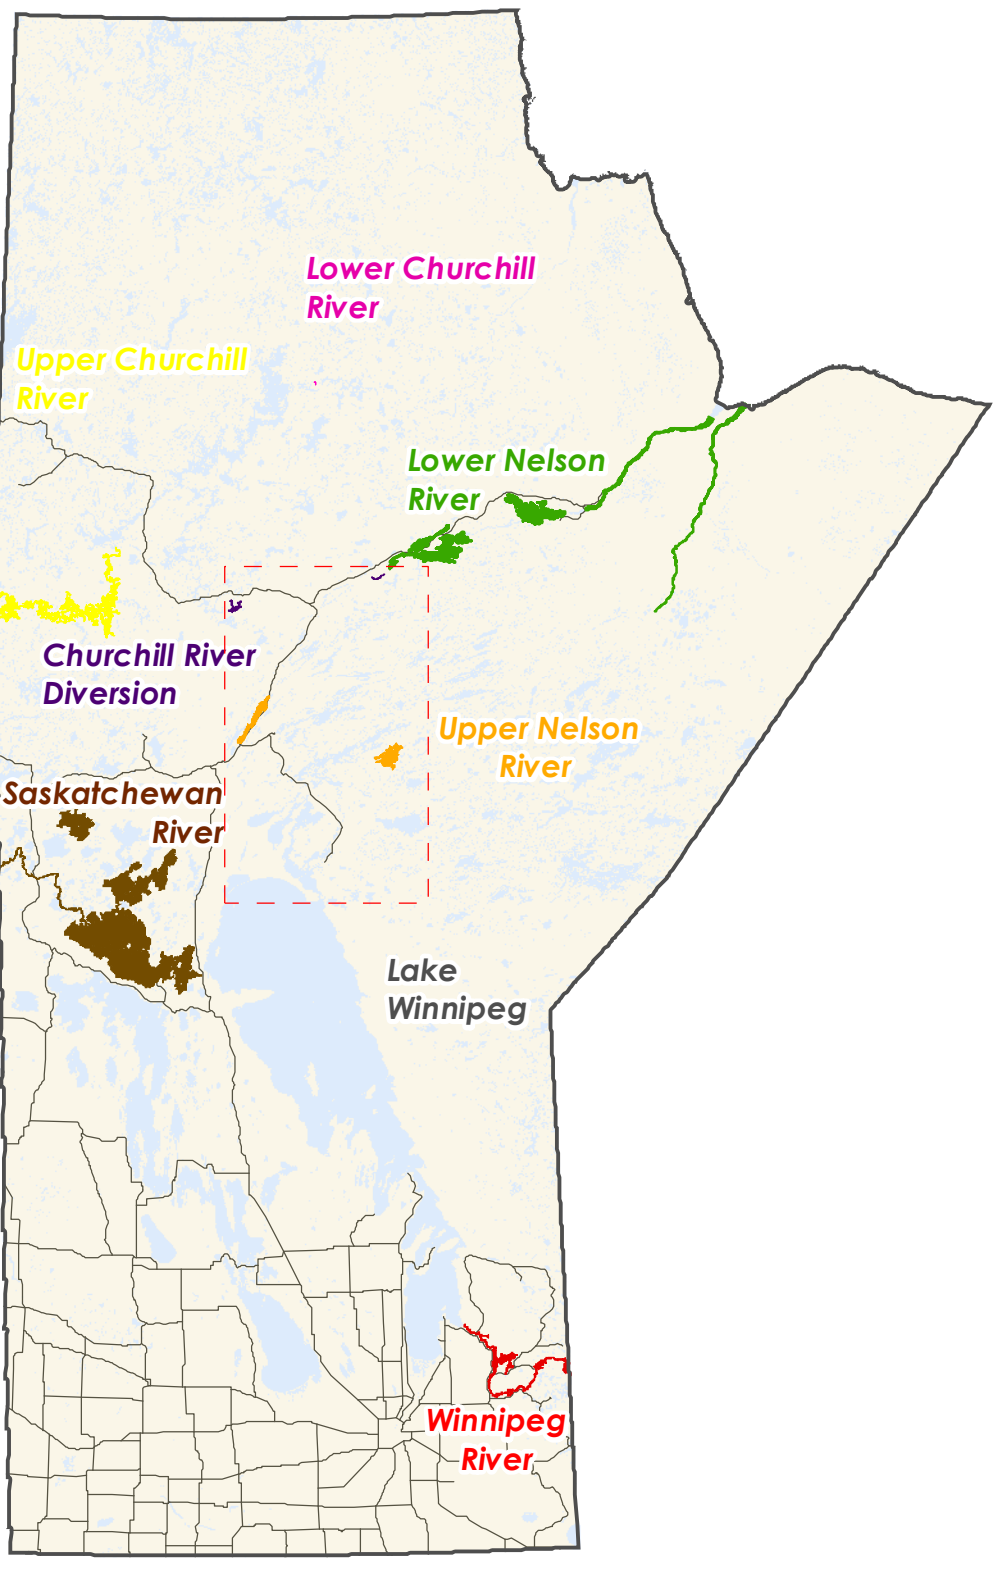 Lower Churchill
River
Upper Churchill
River
Lower Nelson
River
Churchill River
Diversion
Upper Nelson
River
Saskatchewan
River
Lake
Winnipeg
Winnipeg
River